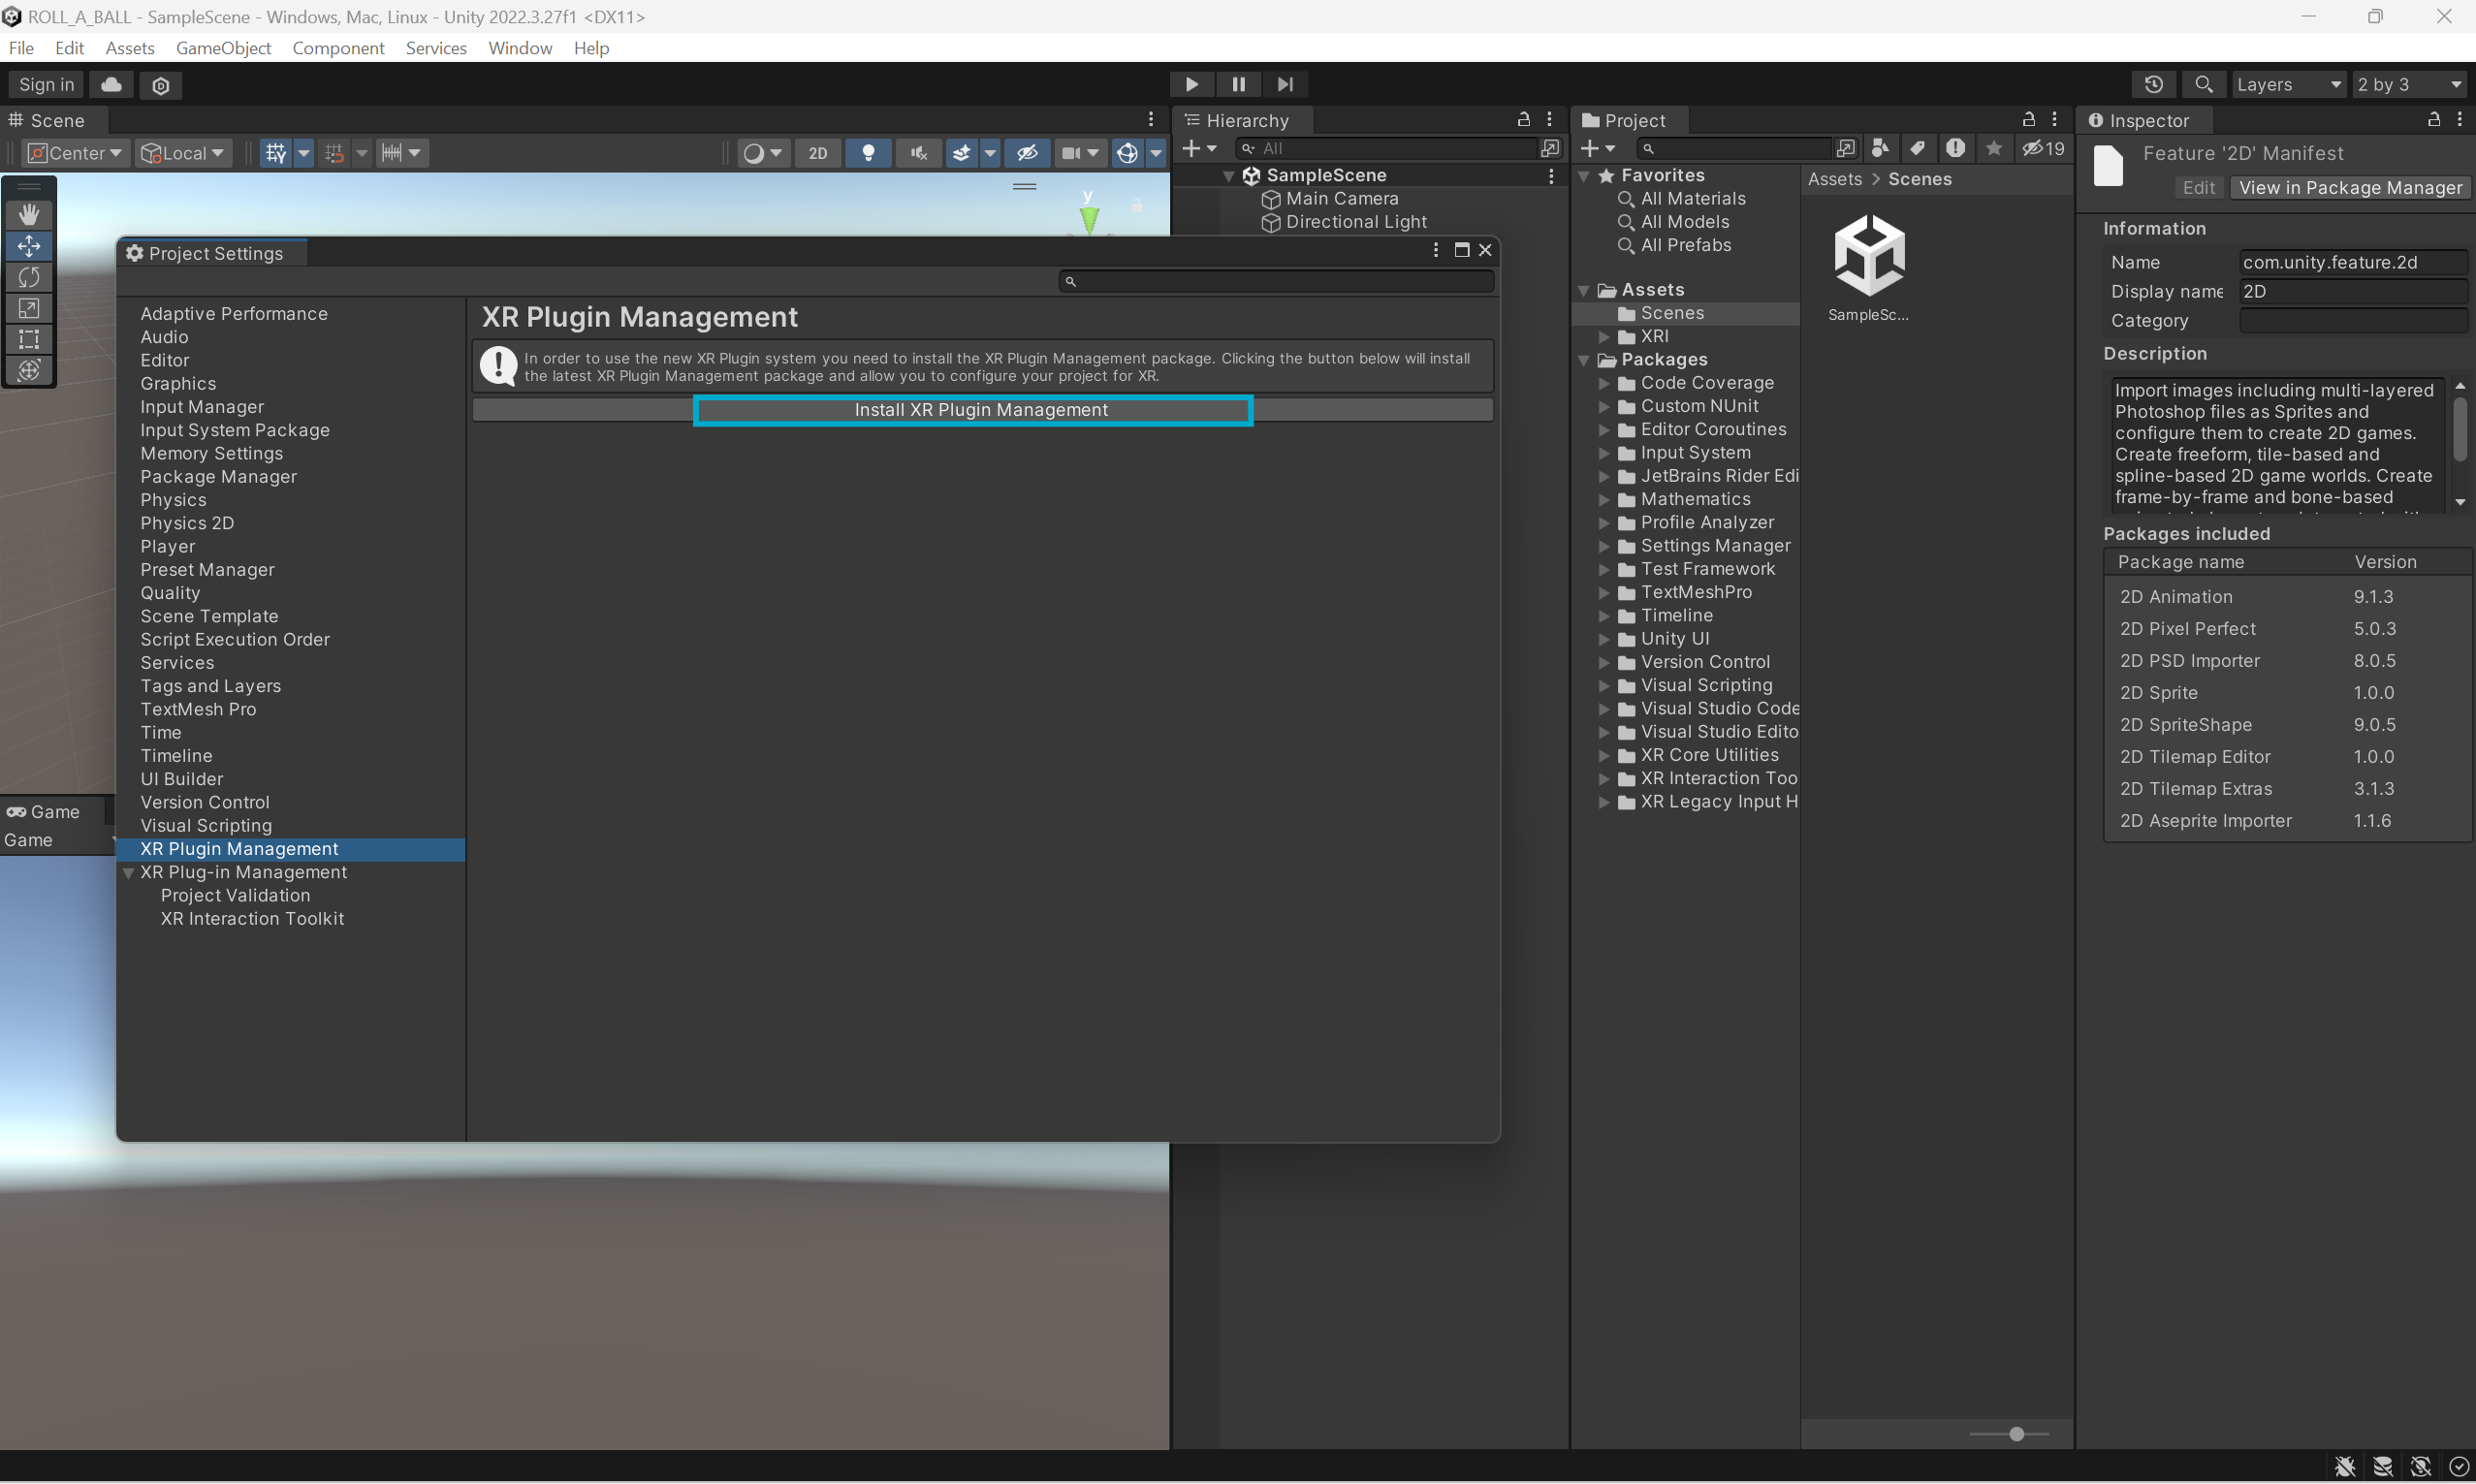 ROLL_A_BALL - SampleScene - Windows, Mac, Linux - Unity 2022.3.27f1 <DX11>
File Edit Assets GameObject Component Services Window Help
Sign in
Layers
2 by 3
Scene
Center
Local
2D
y
Project Settings
Adaptive Performance
Audio
Editor
Graphics
Input Manager
Input System Package
Memory Settings
Package Manager
Physics
Physics 2D
Player
Preset Manager
Quality
Scene Template
Script Execution Order
Services
Tags and Layers
TextMesh Pro
Time
Timeline
UI Builder
Version Control
Visual Scripting
XR Plugin Management
XR Plug-in Management
Project Validation
XR Interaction Toolkit
XR Plugin Management
In order to use the new XR Plugin system you need to install the XR Plugin Management package. Clicking the button below will install
the latest XR Plugin Management package and allow you to configure your project for XR.
Install XR Plugin Management
Game
Game
Hierarchy
All
SampleScene
Main Camera
Directional Light
Project
19
Favorites
All Materials
All Models
All Prefabs
Assets
Scenes
XRI
Packages
Code Coverage
Custom NUnit
Editor Coroutines
Input System
JetBrains Rider Edi
Mathematics
Profile Analyzer
Settings Manager
Test Framework
TextMeshPro
Timeline
Unity UI
Version Control
Visual Scripting
Visual Studio Code
Visual Studio Edito
XR Core Utilities
XR Interaction Too
XR Legacy Input H
Assets > Scenes
SampleSc...
Inspector
Feature '2D' Manifest
Edit
View in Package Manager
Information
Name com.unity.feature.2d
Display name 2D
Category
Description
Import images including multi-layered
Photoshop files as Sprites and
configure them to create 2D games.
Create freeform, tile-based and
spline-based 2D game worlds. Create
frame-by-frame and bone-based
Packages included
Package name Version
2D Animation 9.1.3
2D Pixel Perfect 5.0.3
2D PSD Importer 8.0.5
2D Sprite 1.0.0
2D SpriteShape 9.0.5
2D Tilemap Editor 1.0.0
2D Tilemap Extras 3.1.3
2D Aseprite Importer 1.1.6